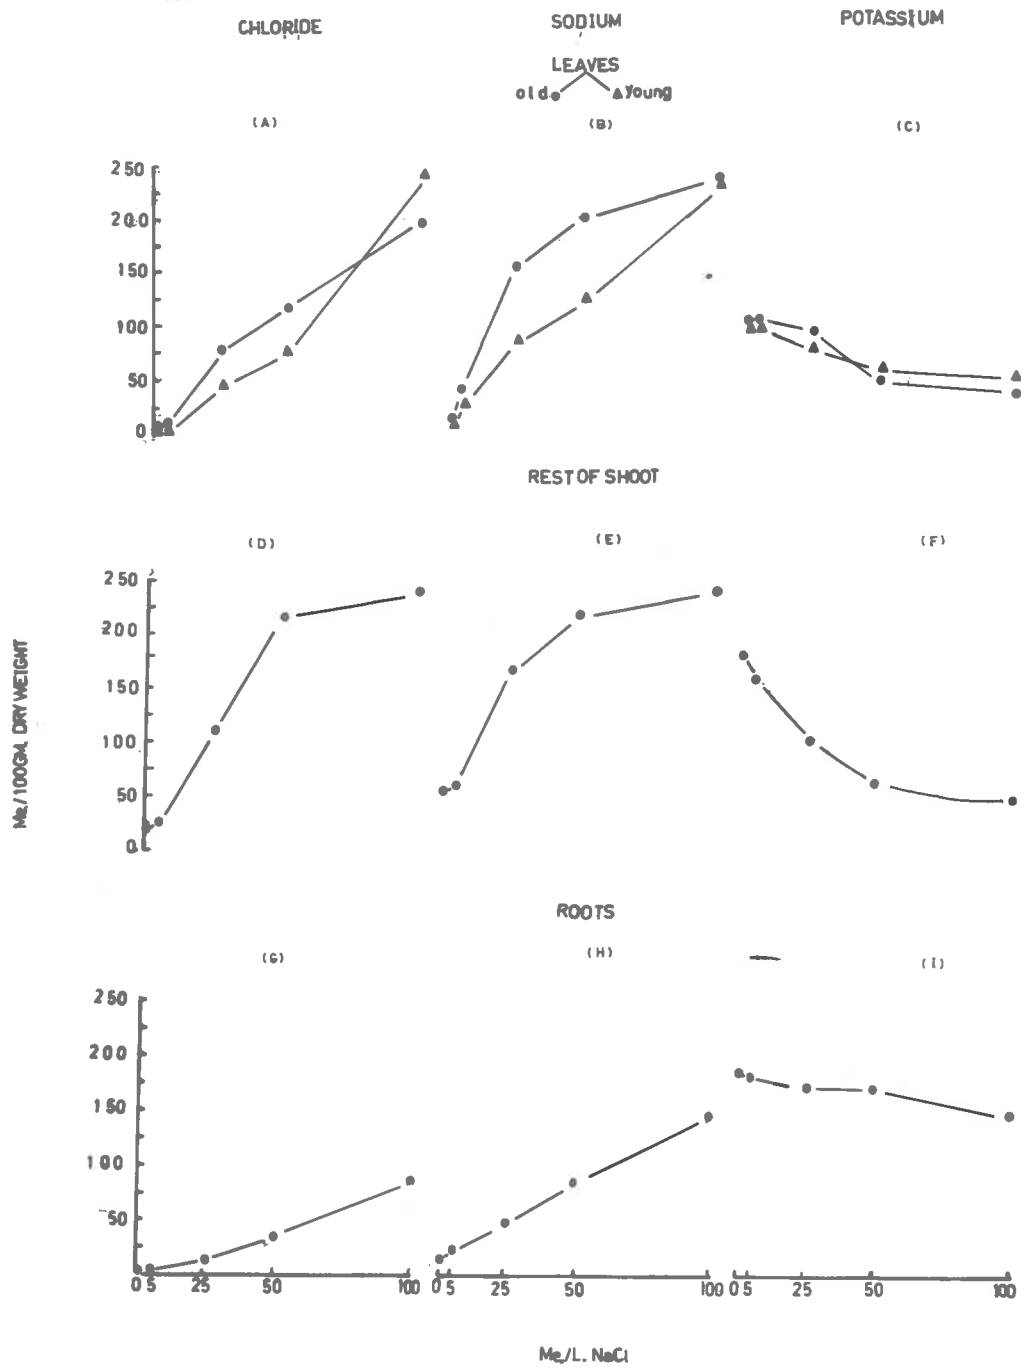 CHLORIDE SODIUM POTASSIUM
LEAVES
old young
(A) (B) (C)
250
200
150
100
50
0
REST OF SHOOT
(D) (E) (F)
250
200
150
100
50
0
Me/100GM. DRY WEIGHT
ROOTS
(G) (H) (I)
250
200
150
100
50
0 5 25 50 100 0 5 25 50 100 0 5 25 50 100
Me/L. NaCl